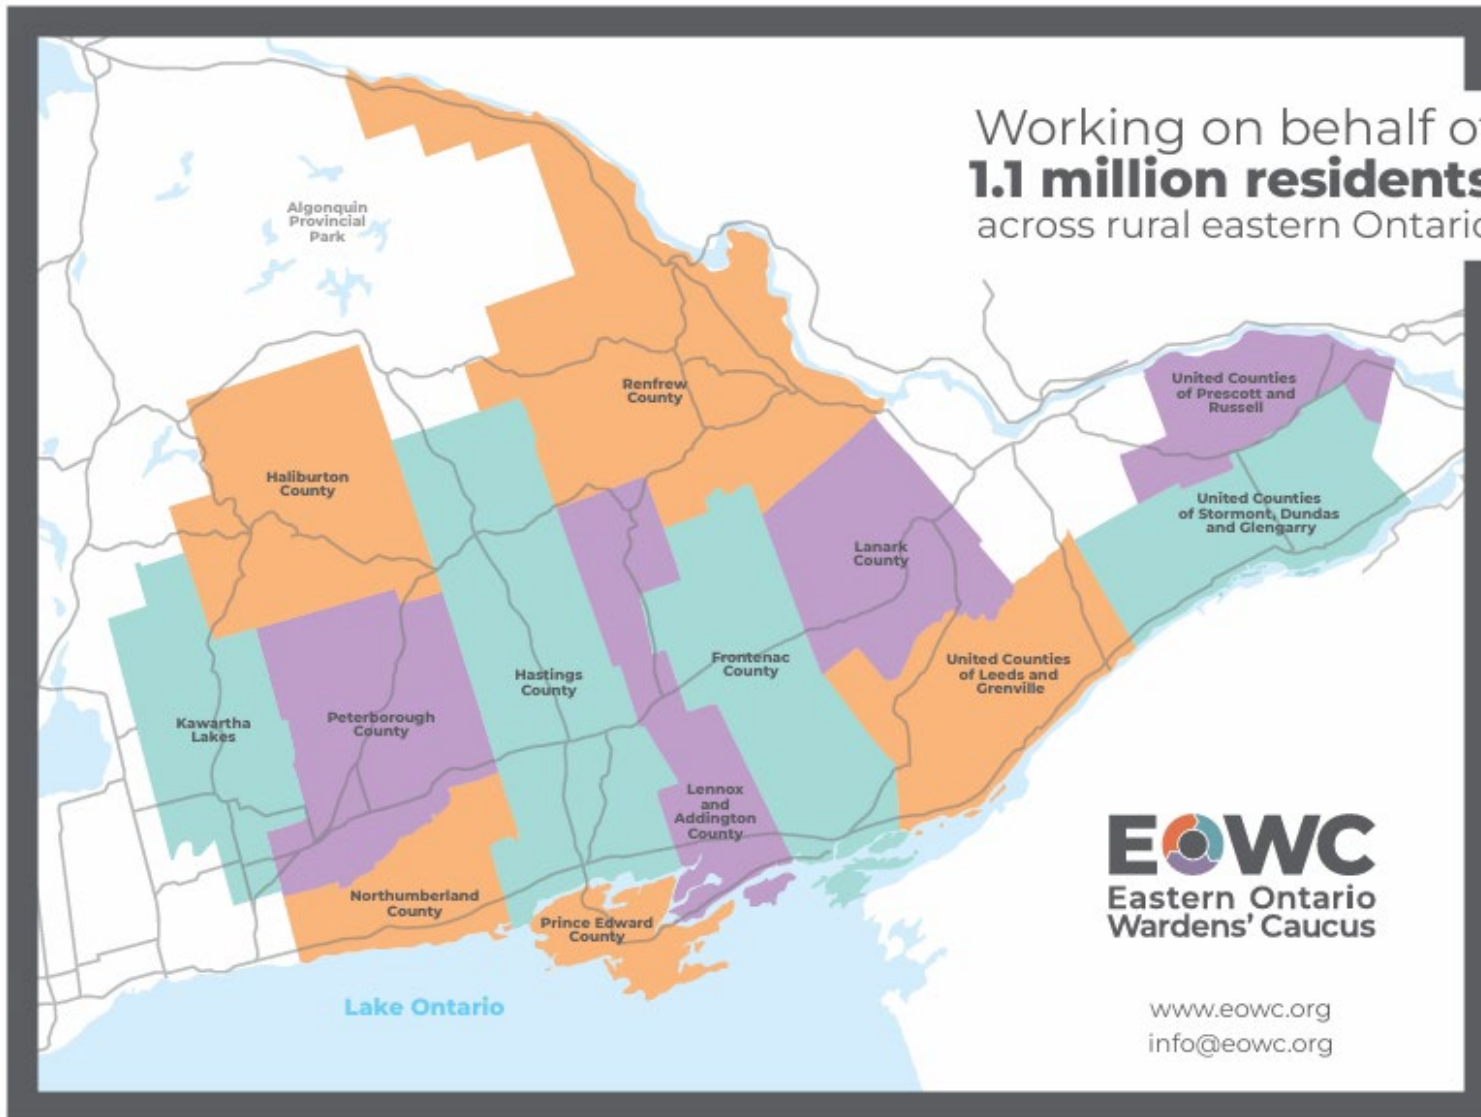 Working on behalf of
1.1 million residents
across rural eastern Ontario
Algonquin
Provincial
Park
Renfrew
County
United Counties
of Prescott and
Russell
Haliburton
County
United Counties
of Stormont, Dundas
and Glengarry
Lanark
County
Frontenac
County
United Counties
of Leeds and
Grenville
Hastings
County
Kawartha
Lakes
Peterborough
County
Lennox
and
Addington
County
Northumberland
County
Prince Edward
County
Lake Ontario
EOWC
Eastern Ontario
Wardens' Caucus
www.eowc.org
info@eowc.org